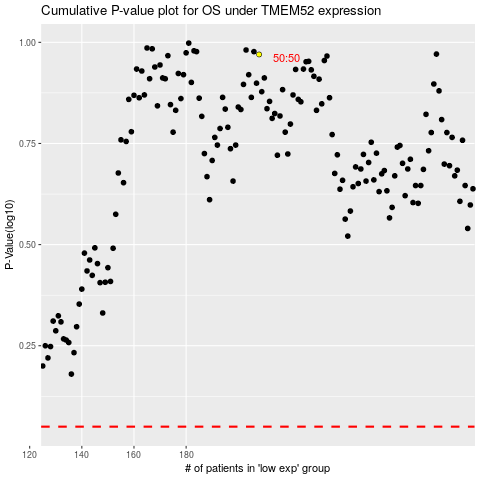 Cumulative P-value plot for OS under TMEM52 expression
1.00
50:50
0.75
0.50
0.25
P-Value(log10)
120 140 160 180
# of patients in 'low exp' group